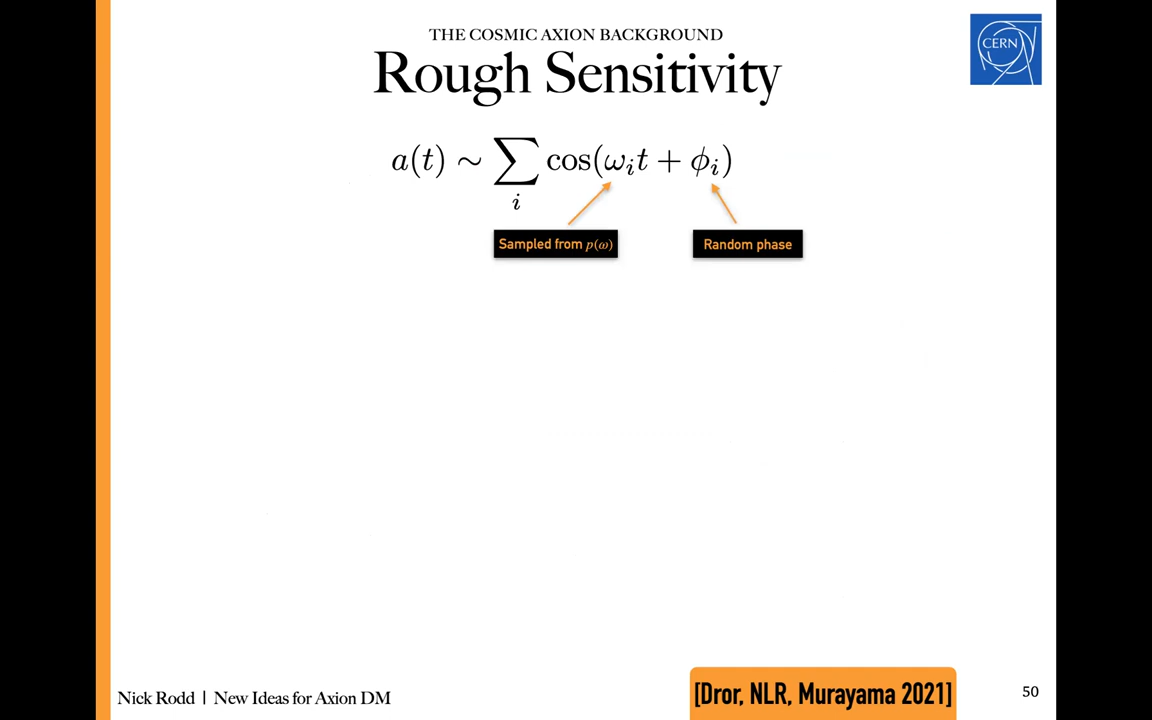 THE COSMIC AXION BACKGROUND
CERN
Rough Sensitivity
a(t) ∼ ∑_i cos(ω_i t + ϕ_i)
Sampled from p(ω)
Random phase
Nick Rodd | New Ideas for Axion DM
[Dror, NLR, Murayama 2021]
50